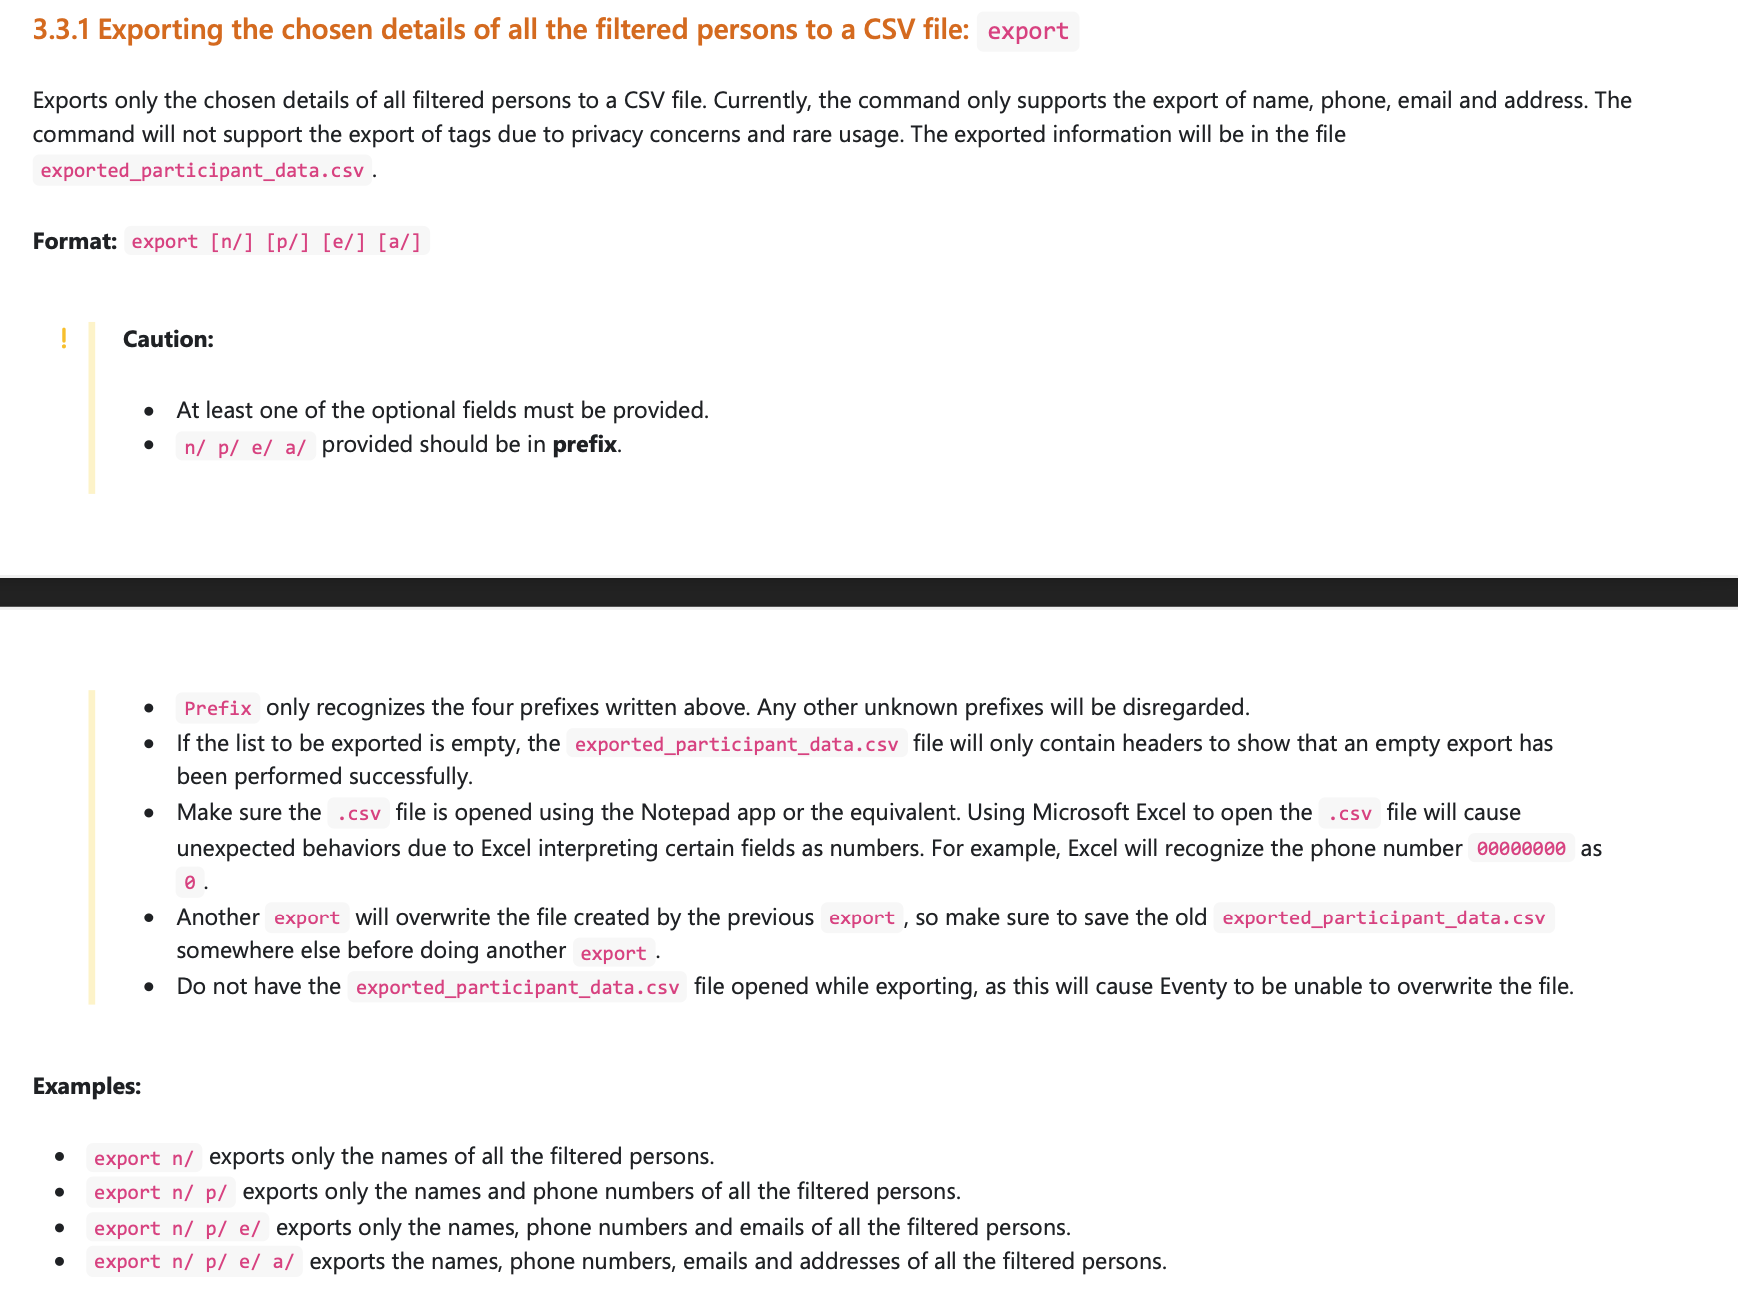 3.3.1 Exporting the chosen details of all the filtered persons to a CSV file: export
Exports only the chosen details of all filtered persons to a CSV file. Currently, the command only supports the export of name, phone, email and address. The
command will not support the export of tags due to privacy concerns and rare usage. The exported information will be in the file
exported_participant_data.csv .
Format: export [n/] [p/] [e/] [a/]
! Caution:
• At least one of the optional fields must be provided.
• n/ p/ e/ a/ provided should be in prefix.
• Prefix only recognizes the four prefixes written above. Any other unknown prefixes will be disregarded.
• If the list to be exported is empty, the exported_participant_data.csv file will only contain headers to show that an empty export has
been performed successfully.
• Make sure the .csv file is opened using the Notepad app or the equivalent. Using Microsoft Excel to open the .csv file will cause
unexpected behaviors due to Excel interpreting certain fields as numbers. For example, Excel will recognize the phone number 00000000 as
0 .
• Another export will overwrite the file created by the previous export , so make sure to save the old exported_participant_data.csv
somewhere else before doing another export .
• Do not have the exported_participant_data.csv file opened while exporting, as this will cause Eventy to be unable to overwrite the file.
Examples:
• export n/ exports only the names of all the filtered persons.
• export n/ p/ exports only the names and phone numbers of all the filtered persons.
• export n/ p/ e/ exports only the names, phone numbers and emails of all the filtered persons.
• export n/ p/ e/ a/ exports the names, phone numbers, emails and addresses of all the filtered persons.